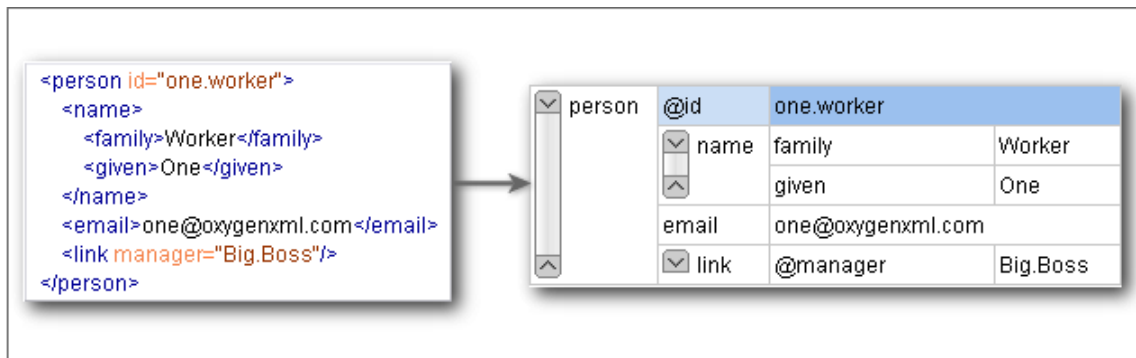 <person id="one.worker">
<name>
<family>Worker</family>
<given>One</given>
</name>
<email>one@oxygenxml.com</email>
<link manager="Big.Boss"/>
</person>
person @id one.worker
name family Worker
given One
email one@oxygenxml.com
link @manager Big.Boss